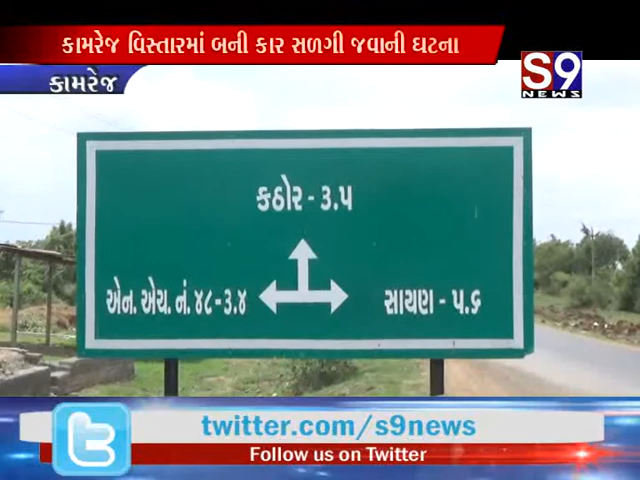 કામરેજ વિસ્તારમાં બની કાર સળગી જવાની ઘટના
કામરેજ
S9
NEWS
કઠોર - ૩.૫
એન. એચ. નં. ૪૮-૩.૪
સાયણ - ૫.૬
twitter.com/s9news
Follow us on Twitter